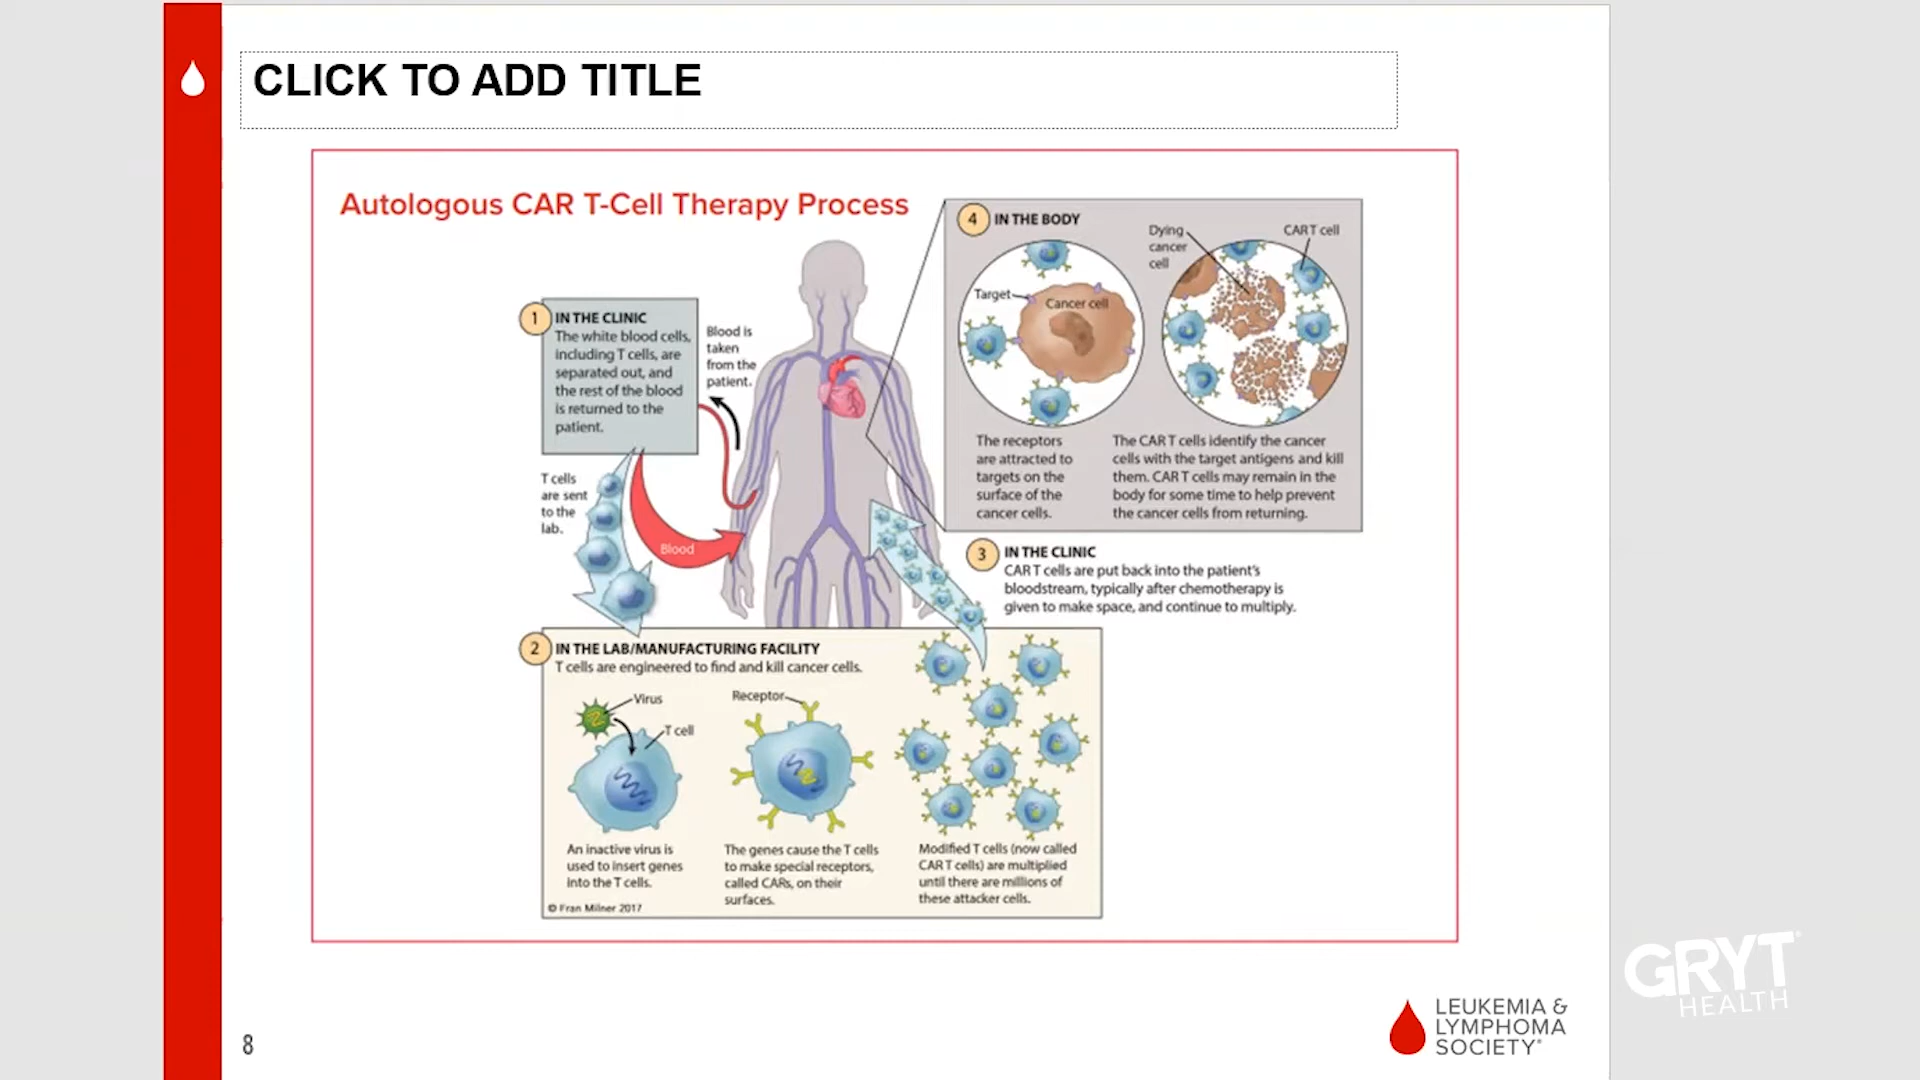 CLICK TO ADD TITLE
Autologous CAR T-Cell Therapy Process
1
IN THE CLINIC
The white blood cells,
including T cells, are
separated out, and
the rest of the blood
is returned to the
patient.
Blood is
taken
from the
patient.
T cells
are sent
to the
lab.
Blood
2
IN THE LAB/MANUFACTURING FACILITY
T cells are engineered to find and kill cancer cells.
Virus
T cell
An inactive virus is
used to insert genes
into the T cells.
Receptor
The genes cause the T cells
to make special receptors,
called CARs, on their
surfaces.
Modified T cells (now called
CAR T cells) are multiplied
until there are millions of
these attacker cells.
© Fran Milner 2017
3
IN THE CLINIC
CAR T cells are put back into the patient's
bloodstream, typically after chemotherapy is
given to make space, and continue to multiply.
4
IN THE BODY
Target
Cancer cell
The receptors
are attracted to
targets on the
surface of the
cancer cells.
Dying
cancer
cell
CAR T cell
The CAR T cells identify the cancer
cells with the target antigens and kill
them. CAR T cells may remain in the
body for some time to help prevent
the cancer cells from returning.
8
LEUKEMIA &
LYMPHOMA
SOCIETY®
GRYT®
HEALTH